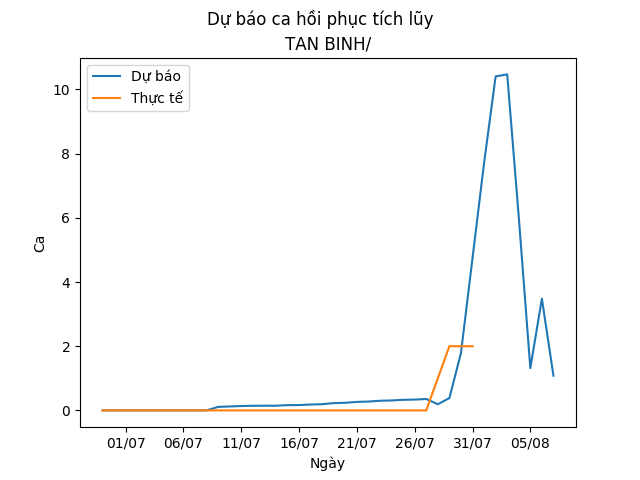 Dự báo ca hồi phục tích lũy
TAN BINH/
Dự báo
Thực tế
10
8
6
4
2
0
Ca
01/07 06/07 11/07 16/07 21/07 26/07 31/07 05/08
Ngày